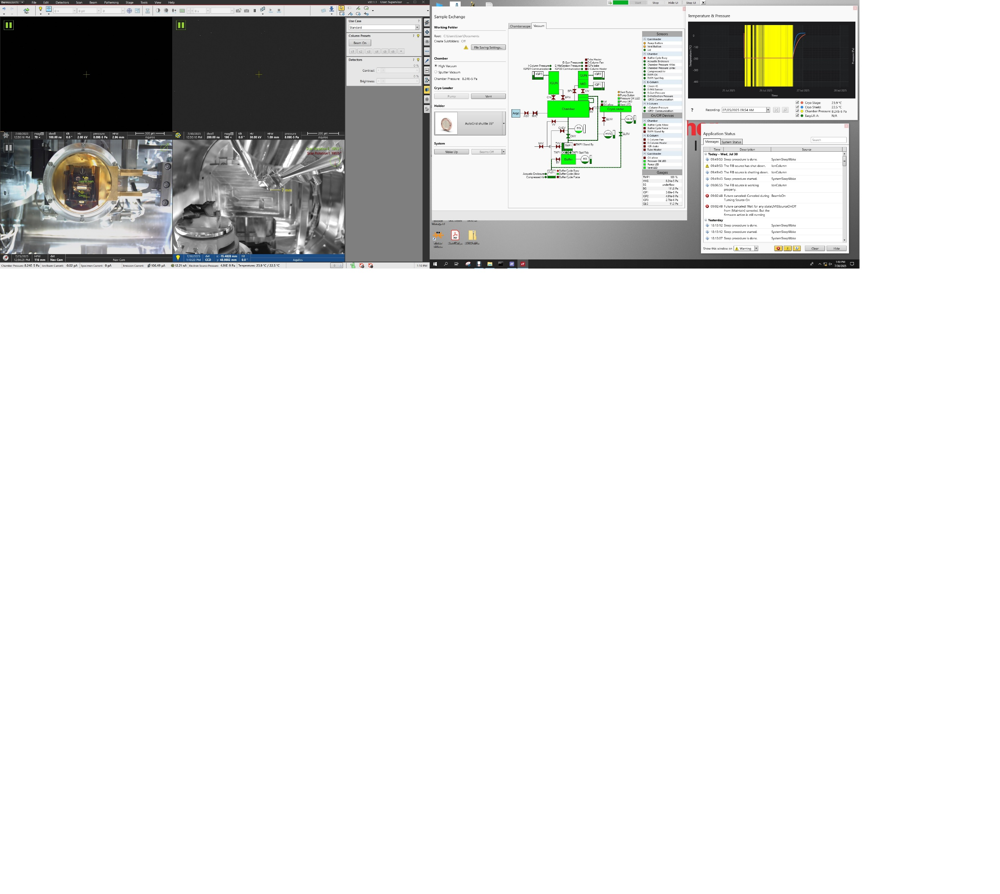 File Edit Detectors Scan Beam Patterning Stage Tools View Help
v32.1.1 User: Supervisor
Use Case ?
Standard
Column Presets ?
Beam On
c1 c2 c3 c4 c5 c6
Detectors ?
0 %
Contrast
0 %
Brightness
7/30/2025 mag dwell tilt HV pressure HFW 500 µm
12:50:16 PM 70 × 100.00 ns 0.0 ° 2.00 kV 8.09E-5 Pa 2.96 mm Aquilos
7/30/2025 dwell mag tilt HV HFW pressure 200 µm
12:50:16 PM 200.00 ns 190 × 0.0 ° 30.00 kV 1.09 mm 8.09E-5 Pa Aquilos
Scan Rotation E: 180.0°
Scan Rotation I: 180.0°
7 mm
7/25/2025 HFW det
12:56:25 PM 116 mm Nav-Cam Nav-Cam
7/30/2025 det x: -15.4828 mm tilt
1:10:20 PM CCD y: 48.9802 mm 0.0 ° Aquilos
Chamber Pressure: 8.24E-5 Pa Ion Beam Current: -0.02 pA Specimen Current: 0 pA Emission Current: 106.49 µA 12.21 nA Electron Source Pressure: 4.91E-9 Pa Temperatures: 23.9 °C / 22.5 °C
1:10 PM
Start Stop Hide UI Stop UI
Sample Exchange
Working Folder
Root: C:\Users\User\Documents
Create Subfolders: Off
File Saving Settings...
Chamber
High Vacuum
Sputter Vacuum
Chamber Pressure: 8.24E-5 Pa
Cryo Loader
Pump Vent
Holder
AutoGrid shuttle 35°
System
Wake Up Beams Off
Chamberscope Vacuum
Tube Heater
E-Gun Pressure E-Column Fan
I-Column Pressure E-MidSection Pressure IGPs bake
IGPD1 Communication IGPD0 Communication E-Column Heater
IGP3 IGUN GUN IGP2
MID IGP1
BPV CIV
Vent Button
Pump Button
Pressure OK LED
Pump LED
Vent LED
Lid
GV allow
Chamber CryoLoader
AGV NVC
VV QLVV QLG
CHEV EG
CHV HVG QLRV
NAV TVV TMP1 TMP1 Stand By
TMP1 OK TMP1 Spd Rdy
BV Buffer BG
PVP1
Acoustic Enclosure
Compressed Air
Buffer Cycle Busy
Buffer Cycle Allow
Buffer Cycle Force
Sensors
Quickloader
Pump Button
Vent Button
Lid
Chamber
Buffer Cycle Busy
Acoustic Enclosure
Chamber Pressure HiVac
Chamber Pressure LoVac
Compressed Air
TMP1 OK
TMP1 Spd Rdy
E-Column
E-PAN Sensor
E-Gun Pressure
E-MidSection Pressure
IGPD0 Communication
I-Column
I-Column Pressure
IGPD1 Communication
On/Off Devices
Chamber
Buffer Cycle Allow
Buffer Cycle Force
TMP1 Stand By
E-Column
E-Column Fan
E-Column Heater
IGPs bake
Tube Heater
Quickloader
GV allow
Pressure OK LED
Pump LED
Vent LED
Gauges
TMP1 100 %
8.24e-5 Pa
EG underflow
BG 111.8 Pa
IGP1
IGP2 4.91e-9 Pa
IGP3 2.79e-6 Pa
QLG 11.3 Pa
Temperature & Pressure
Temperature (°C)
0
-100
-200
-300
-400
Pressure (Pa)
25 Jul 2025 26 Jul 2025 27 Jul 2025 28 Jul 2025
Time
? Recording: 07/25/2025 09:54 AM
Cryo Stage: 23.9 °C
Cryo Shield: 22.5 °C
Chamber Pressure: 8.24E-5 Pa
EasyLift A: N/A
Application Status
Messages System Status Search
Time Description Source
Today - Wed, Jul 30
09:49:53 Sleep procedure is done. SystemSleepWake
09:49:53 The FIB source has shut down. IonColumn
09:49:43 The FIB source is shutting down. IonColumn
09:49:43 Sleep procedure started. SystemSleepWake
09:06:55 The FIB source is working properly. IonColumn
09:02:48 Future canceled: Canceled during Turning Source On BeamIsOn
09:02:48 Future canceled: Wait for any state from (Maintain) canceled. But the firmware action is still running LMISSourceOnOff
Yesterday
18:13:12 Sleep procedure is done. SystemSleepWake
18:13:12 Sleep procedure started. SystemSleepWake
18:13:07 Sleep procedure is done. SystemSleepWake
Show this window on Warning Clear Hide
PDF
1:10 PM
7/30/2025